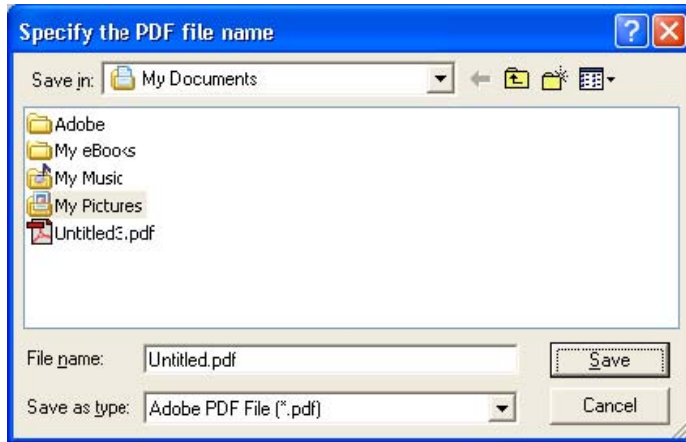 Specify the PDF file name
Save in: My Documents
Adobe
My eBooks
My Music
My Pictures
Untitled3.pdf
File name: Untitled.pdf
Save
Save as type: Adobe PDF File (*.pdf)
Cancel